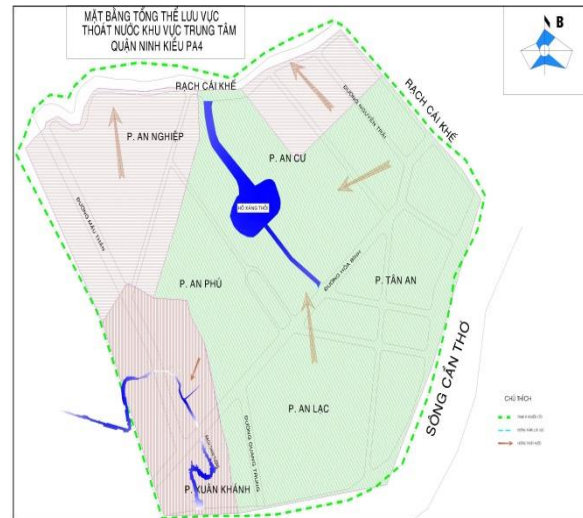 MẶT BẰNG TỔNG THỂ LƯU VỰC
THOÁT NƯỚC KHU VỰC TRUNG TÂM
QUẬN NINH KIỀU PA4
B
RẠCH CÁI KHẾ
RẠCH CÁI KHẾ
ĐƯỜNG NGUYỄN TRÃI
P. AN NGHIỆP
P. AN CƯ
HỒ XÁNG THỔI
ĐƯỜNG MẬU THÂN
P. AN PHÚ
ĐƯỜNG HÒA BÌNH
P. TÂN AN
SÔNG CẦN THƠ
P. AN LẠC
ĐƯỜNG QUANG TRUNG
P. XUÂN KHÁNH
CHÚ THÍCH